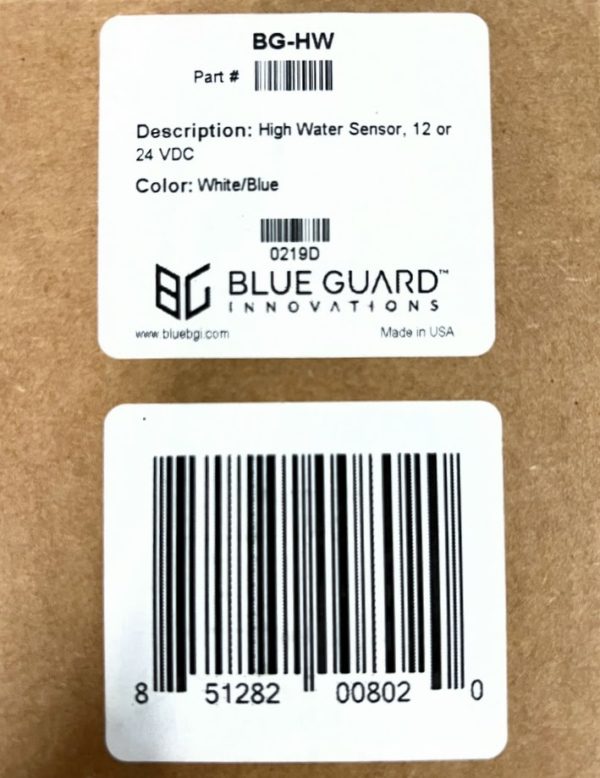 BG-HW
Part #
Description: High Water Sensor, 12 or
24 VDC
Color: White/Blue
0219D
BG BLUE GUARD™
INNOVATIONS
www.bluebgi.com Made in USA
8 51282 00802 0